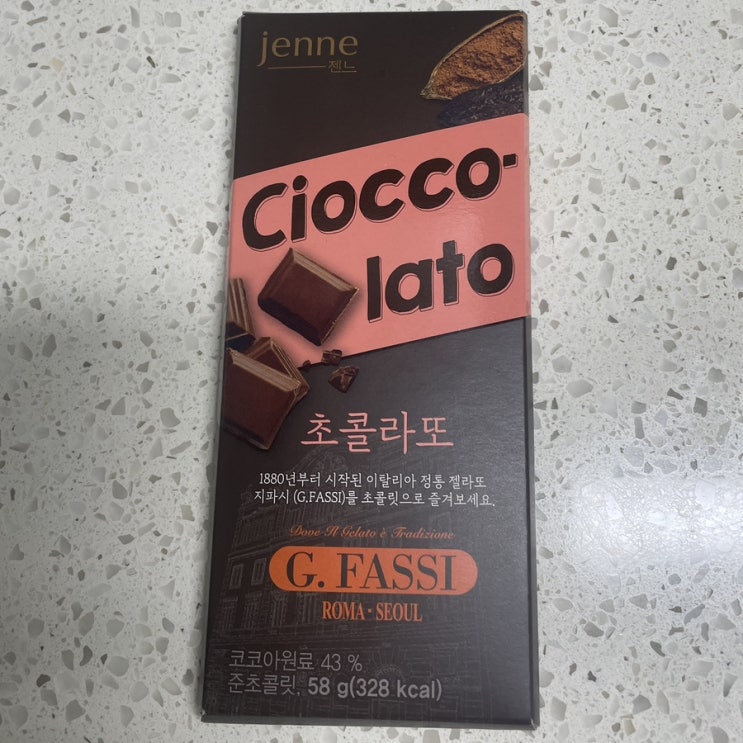 jenne
젠느
Ciocco-
lato
초콜라또
1880년부터 시작된 이탈리아 정통 젤라또
지파시 (G.FASSI)를 초콜릿으로 즐겨보세요.
Dove Il Gelato è Tradizione
G. FASSI
ROMA · SEOUL
코코아원료 43 %
준초콜릿, 58 g(328 kcal)